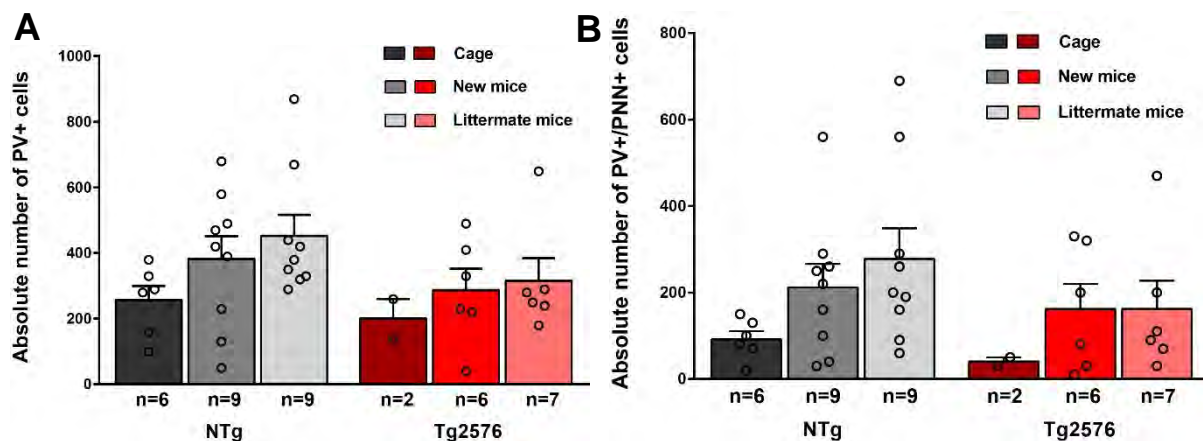 A
Absolute number of PV+ cells
1000
800
600
400
200
0
Cage
New mice
Littermate mice
n=6 n=9 n=9 n=2 n=6 n=7
NTg Tg2576
B
Absolute number of PV+/PNN+ cells
800
600
400
200
0
Cage
New mice
Littermate mice
n=6 n=9 n=9 n=2 n=6 n=7
NTg Tg2576